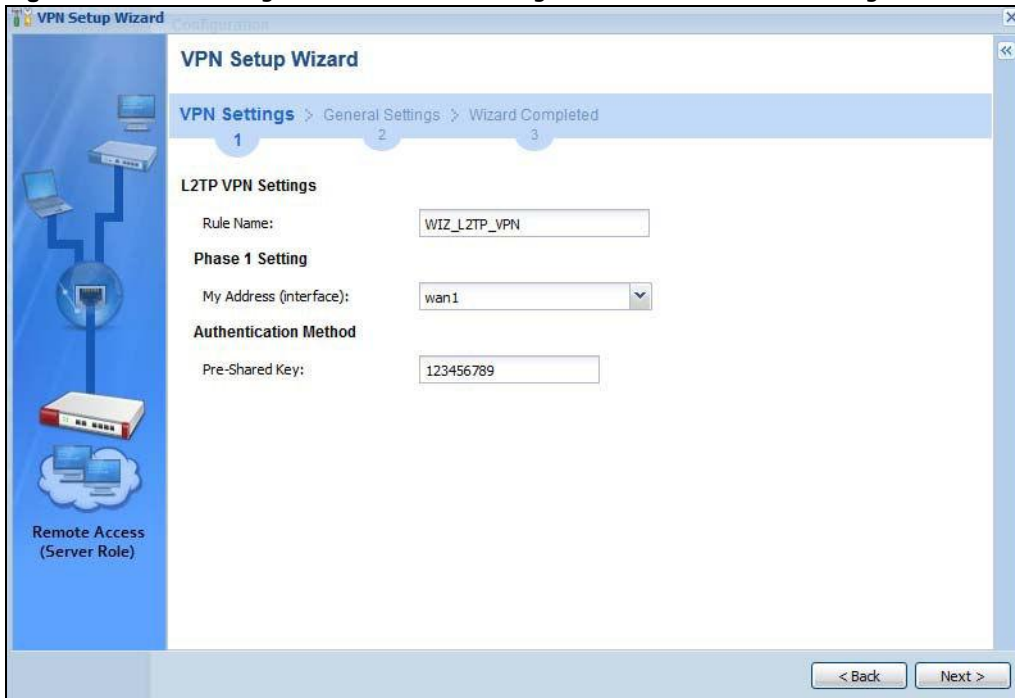 VPN Setup Wizard
Configuration
VPN Setup Wizard
VPN Settings > General Settings > Wizard Completed
1 2 3
L2TP VPN Settings
Rule Name: WIZ_L2TP_VPN
Phase 1 Setting
My Address (interface): wan1
Authentication Method
Pre-Shared Key: 123456789
Remote Access
(Server Role)
< Back Next >